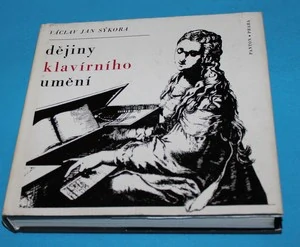 VÁCLAV JAN SÝKORA
dějiny
klavírního
umění
PANTON • PRAHA